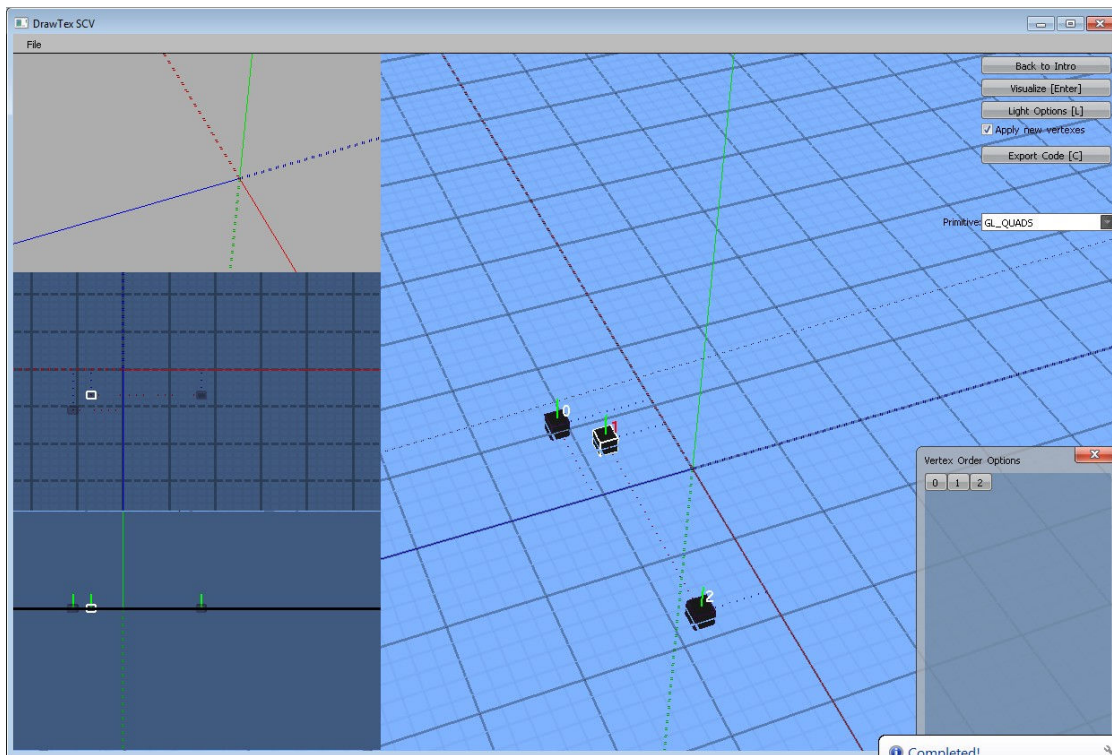 DrawTex SCV
File
Back to Intro
Visualize [Enter]
Light Options [L]
Apply new vertexes
Export Code [C]
Primitive: GL_QUADS
0
1
2
Vertex Order Options
0 1 2
Completed!